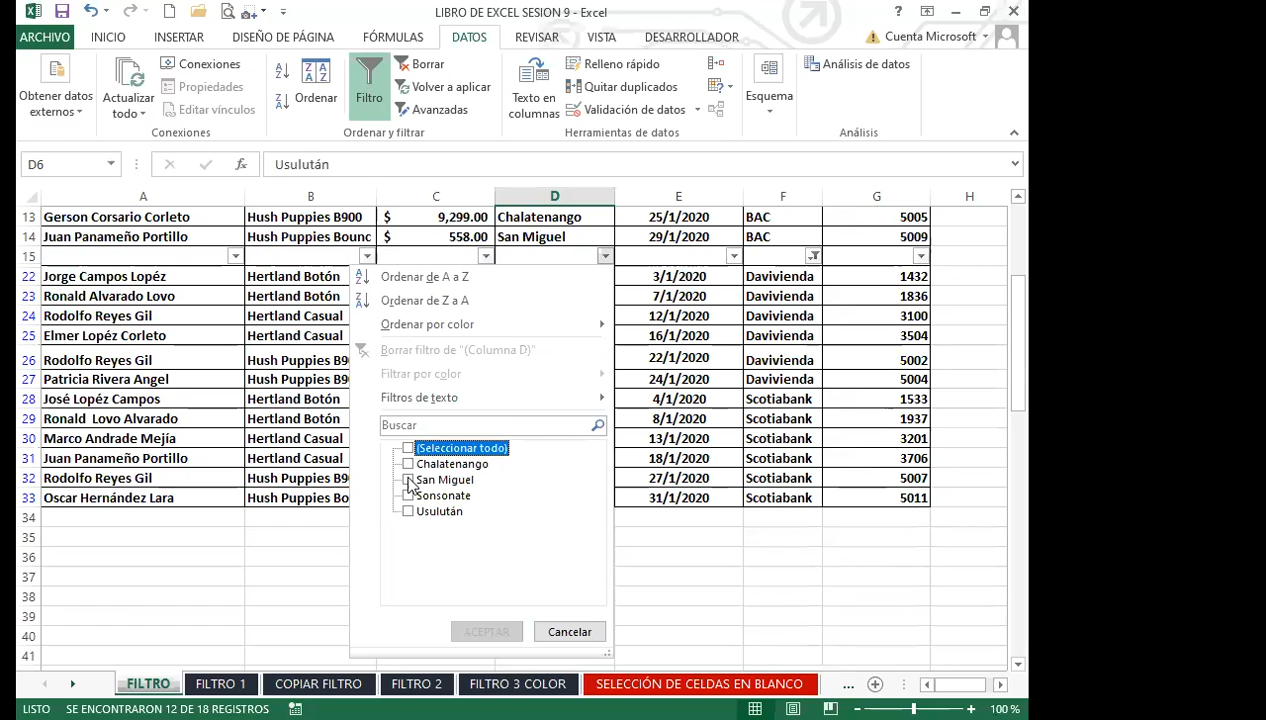 LIBRO DE EXCEL SESION 9 - Excel
ARCHIVO INICIO INSERTAR DISEÑO DE PÁGINA FÓRMULAS DATOS REVISAR VISTA DESARROLLADOR Cuenta Microsoft
Obtener datos externos
Actualizar todo
Conexiones
Propiedades
Editar vínculos
Conexiones
Ordenar
Filtro
Borrar
Volver a aplicar
Avanzadas
Ordenar y filtrar
Texto en columnas
Relleno rápido
Quitar duplicados
Validación de datos
Herramientas de datos
Esquema
Análisis de datos
Análisis
D6 fx Usulután
A B C D E F G H
13 Gerson Corsario Corleto Hush Puppies B900 $ 9,299.00 Chalatenango 25/1/2020 BAC 5005
14 Juan Panameño Portillo Hush Puppies Bounc $ 558.00 San Miguel 29/1/2020 BAC 5009
15
22 Jorge Campos Lopéz Hertland Botón 3/1/2020 Davivienda 1432
23 Ronald Alvarado Lovo Hertland Botón 7/1/2020 Davivienda 1836
24 Rodolfo Reyes Gil Hertland Casual 12/1/2020 Davivienda 3100
25 Elmer Lopéz Corleto Hertland Casual 16/1/2020 Davivienda 3504
26 Rodolfo Reyes Gil Hush Puppies B90 22/1/2020 Davivienda 5002
27 Patricia Rivera Angel Hush Puppies B90 24/1/2020 Davivienda 5004
28 José Lopéz Campos Hertland Botón 4/1/2020 Scotiabank 1533
29 Ronald Lovo Alvarado Hertland Botón 8/1/2020 Scotiabank 1937
30 Marco Andrade Mejía Hertland Casual 13/1/2020 Scotiabank 3201
31 Juan Panameño Portillo Hertland Casual 18/1/2020 Scotiabank 3706
32 Rodolfo Reyes Gil Hush Puppies B90 27/1/2020 Scotiabank 5007
33 Oscar Hernández Lara Hush Puppies Bo 31/1/2020 Scotiabank 5011
34
35
36
37
38
39
40
41
Ordenar de A a Z
Ordenar de Z a A
Ordenar por color
Borrar filtro de "(Columna D)"
Filtrar por color
Filtros de texto
Buscar
(Seleccionar todo)
Chalatenango
San Miguel
Sonsonate
Usulután
ACEPTAR Cancelar
FILTRO FILTRO 1 COPIAR FILTRO FILTRO 2 FILTRO 3 COLOR SELECCIÓN DE CELDAS EN BLANCO ...
LISTO SE ENCONTRARON 12 DE 18 REGISTROS 100 %